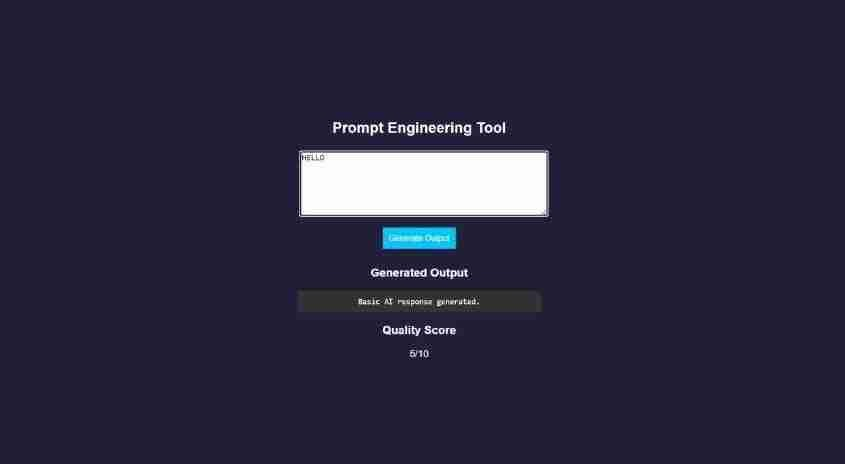 Prompt Engineering Tool
HELLO
Generate Output
Generated Output
Basic AI response generated.
Quality Score
5/10